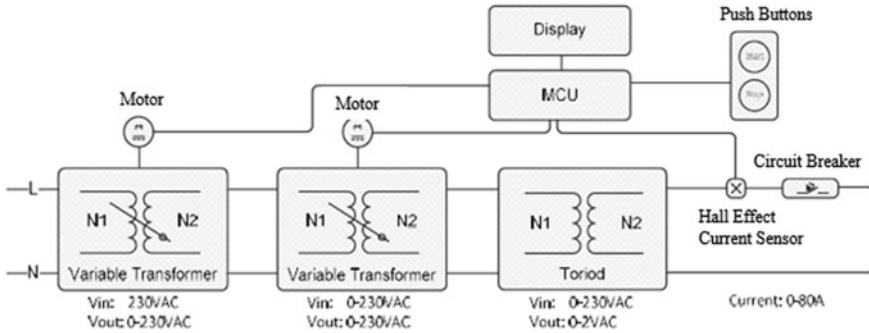 Push Buttons
Display
Start
Stop
MCU
Motor
Motor
M
M
Circuit Breaker
L
N1
N2
N1
N2
N1
N2
Hall Effect
Current Sensor
N
Variable Transformer
Variable Transformer
Toriod
Vin: 230VAC
Vout: 0-230VAC
Vin: 0-230VAC
Vout: 0-230VAC
Vin: 0-230VAC
Vout: 0-2VAC
Current: 0-80A